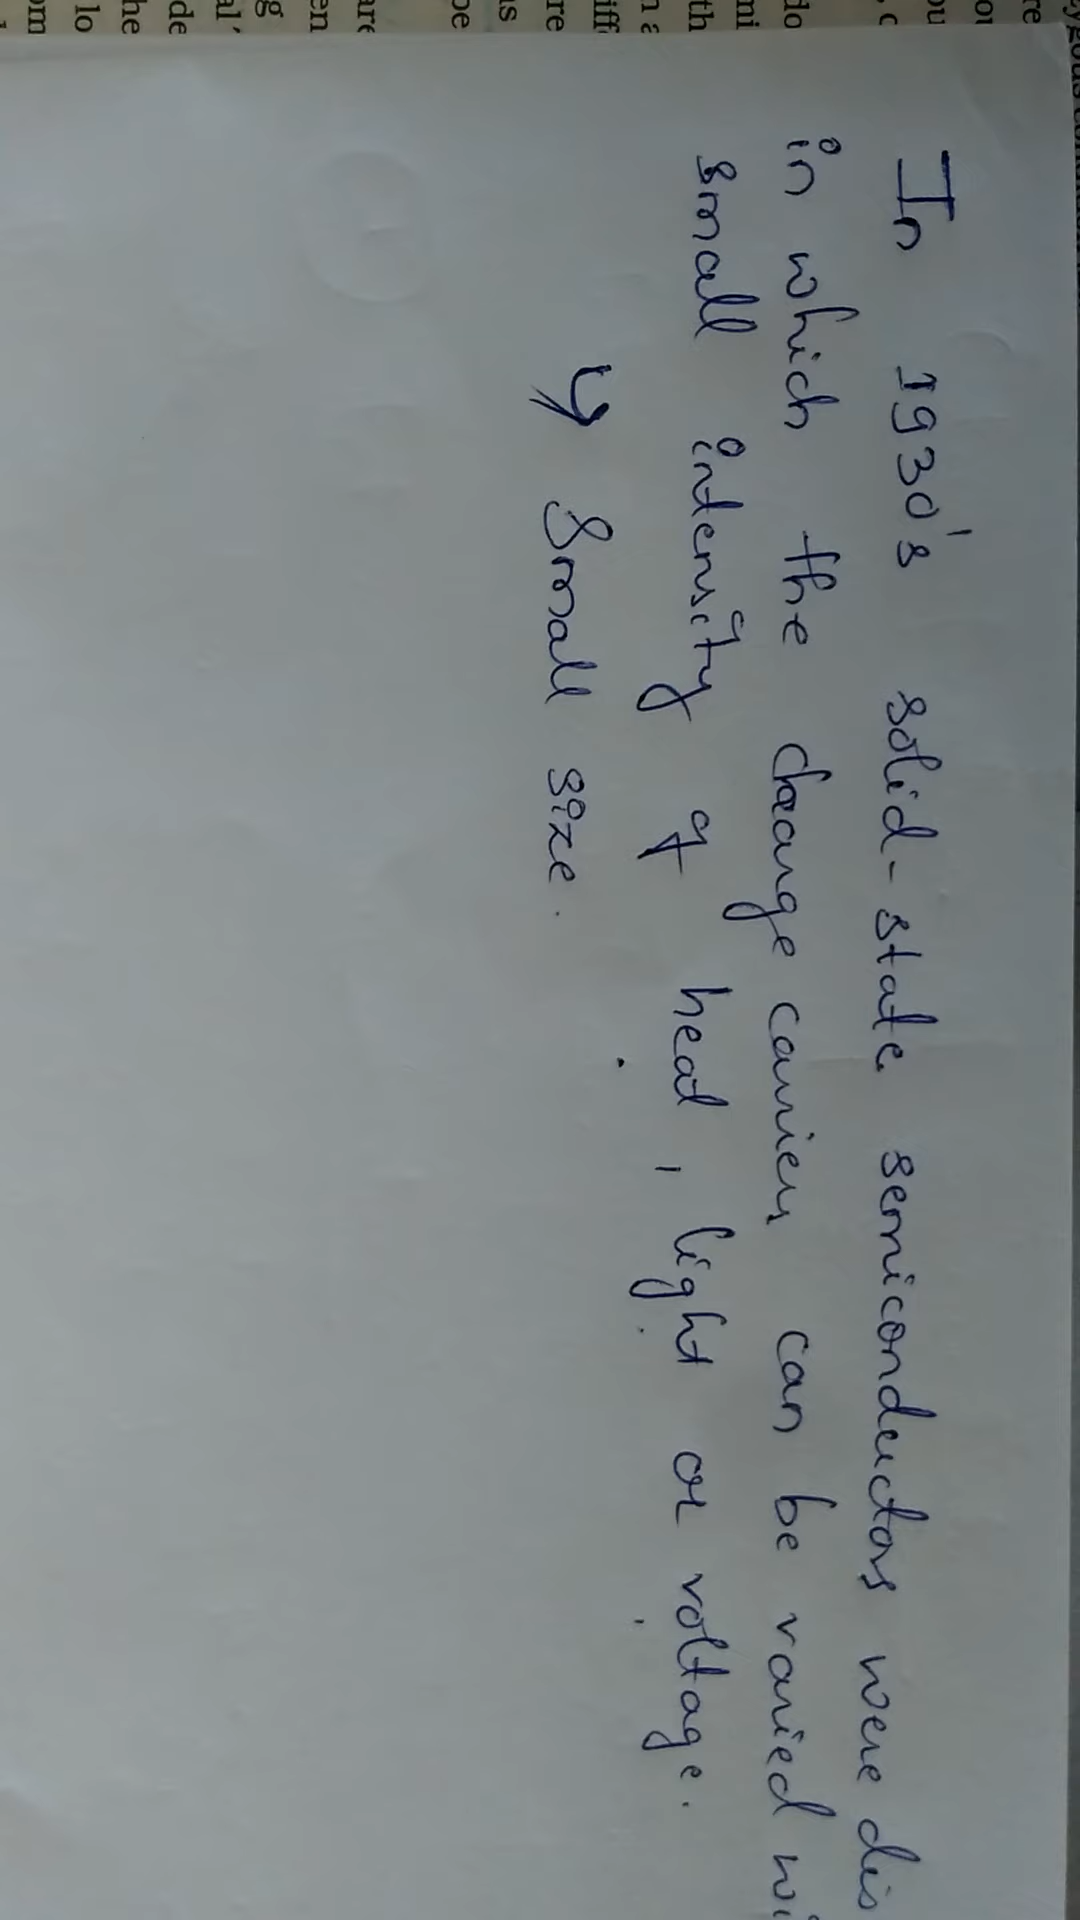 In 1930's solid-state semiconductors were dis
in which the charge carriers can be varied wi
small intensity of heat, light or voltage.
↳ Small size.